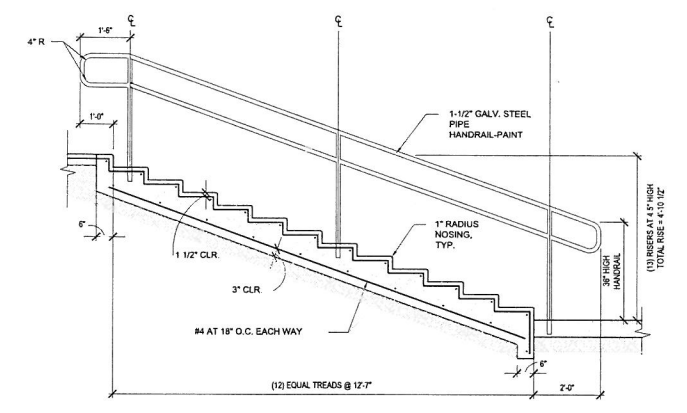 ℄ ℄ ℄
1'-6"
4" R
1'-0"
1-1/2" GALV. STEEL
PIPE
HANDRAIL-PAINT
6"
1 1/2" CLR.
1" RADIUS
NOSING,
TYP.
3" CLR.
36" HIGH
HANDRAIL
(13) RISERS AT 4.5" HIGH
TOTAL RISE = 4'-10 1/2"
#4 AT 18" O.C. EACH WAY
6"
(12) EQUAL TREADS @ 12'-7"
2'-0"